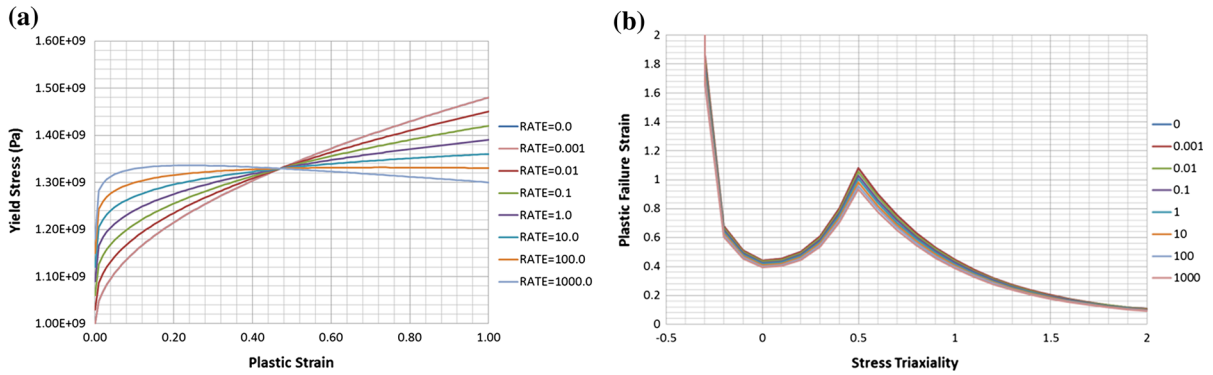 (a)
1.60E+09
1.50E+09
1.40E+09
1.30E+09
1.20E+09
1.10E+09
1.00E+09
Yield Stress (Pa)
0.00
0.20
0.40
0.60
0.80
1.00
Plastic Strain
RATE=0.0
RATE=0.001
RATE=0.01
RATE=0.1
RATE=1.0
RATE=10.0
RATE=100.0
RATE=1000.0
(b)
2
1.8
1.6
1.4
1.2
1
0.8
0.6
0.4
0.2
0
Plastic Failure Strain
-0.5
0
0.5
1
1.5
2
Stress Triaxiality
0
0.001
0.01
0.1
1
10
100
1000